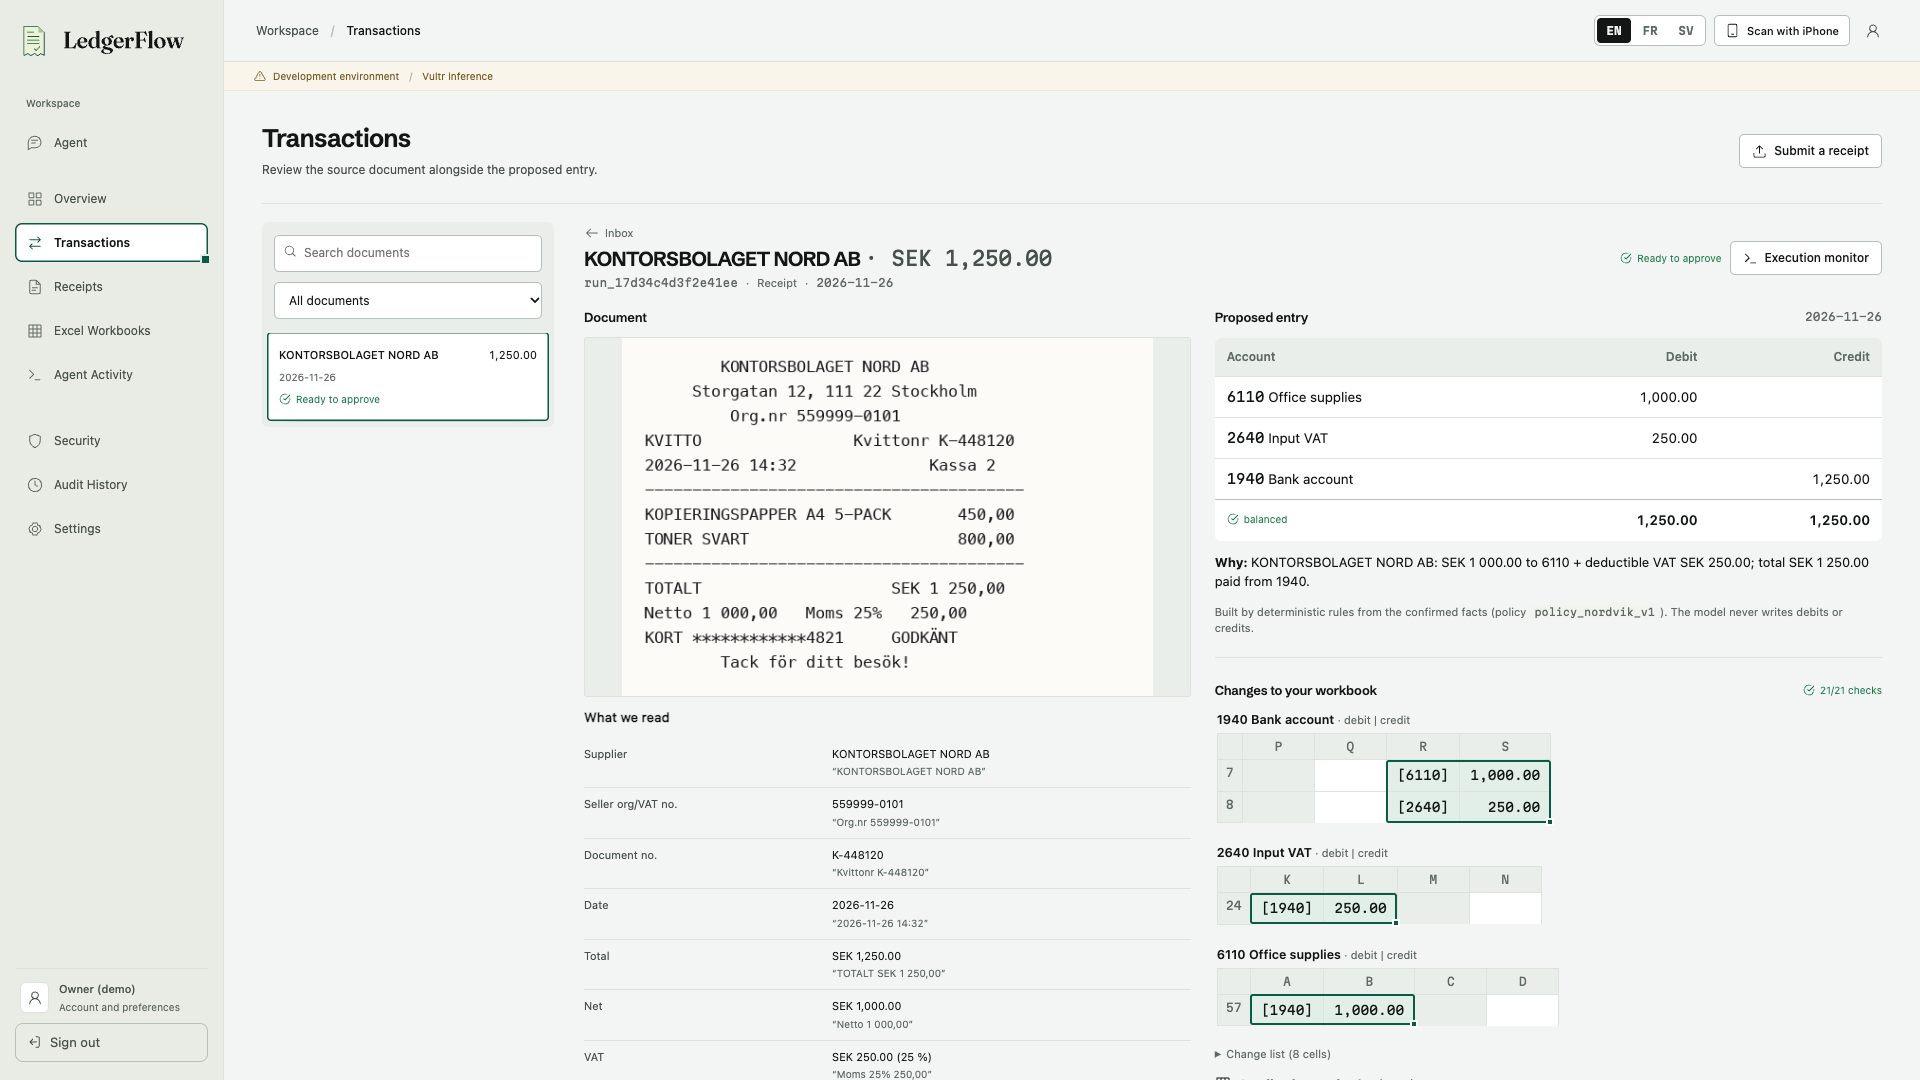 LedgerFlow
Workspace
Agent
Overview
Transactions
Receipts
Excel Workbooks
Agent Activity
Security
Audit History
Settings
Owner (demo)
Account and preferences
Sign out
Workspace / Transactions
EN FR SV
Scan with iPhone
Development environment / Vultr inference
Transactions
Review the source document alongside the proposed entry.
Submit a receipt
Search documents
All documents
KONTORSBOLAGET NORD AB 1,250.00
2026-11-26
Ready to approve
← Inbox
KONTORSBOLAGET NORD AB · SEK 1,250.00
run_17d34c4d3f2e41ee · Receipt · 2026-11-26
Ready to approve
Execution monitor
Document
KONTORSBOLAGET NORD AB
Storgatan 12, 111 22 Stockholm
Org.nr 559999-0101
KVITTO Kvittonr K-448120
2026-11-26 14:32 Kassa 2
----------------------------------------
KOPIERINGSPAPPER A4 5-PACK 450,00
TONER SVART 800,00
----------------------------------------
TOTALT SEK 1 250,00
Netto 1 000,00 Moms 25% 250,00
KORT ************4821 GODKÄNT
Tack för ditt besök!
What we read
Supplier KONTORSBOLAGET NORD AB
“KONTORSBOLAGET NORD AB”
Seller org/VAT no. 559999-0101
“Org.nr 559999-0101”
Document no. K-448120
“Kvittonr K-448120”
Date 2026-11-26
“2026-11-26 14:32”
Total SEK 1,250.00
“TOTALT SEK 1 250,00”
Net SEK 1,000.00
“Netto 1 000,00”
VAT SEK 250.00 (25 %)
“Moms 25% 250,00”
Proposed entry 2026-11-26
Account Debit Credit
6110 Office supplies 1,000.00
2640 Input VAT 250.00
1940 Bank account 1,250.00
balanced 1,250.00 1,250.00
Why: KONTORSBOLAGET NORD AB: SEK 1 000.00 to 6110 + deductible VAT SEK 250.00; total SEK 1 250.00
paid from 1940.
Built by deterministic rules from the confirmed facts (policy policy_nordvik_v1 ). The model never writes debits or
credits.
Changes to your workbook 21/21 checks
1940 Bank account · debit | credit
P Q R S
7 [6110] 1,000.00
8 [2640] 250.00
2640 Input VAT · debit | credit
K L M N
24 [1940] 250.00
6110 Office supplies · debit | credit
A B C D
57 [1940] 1,000.00
Change list (8 cells)